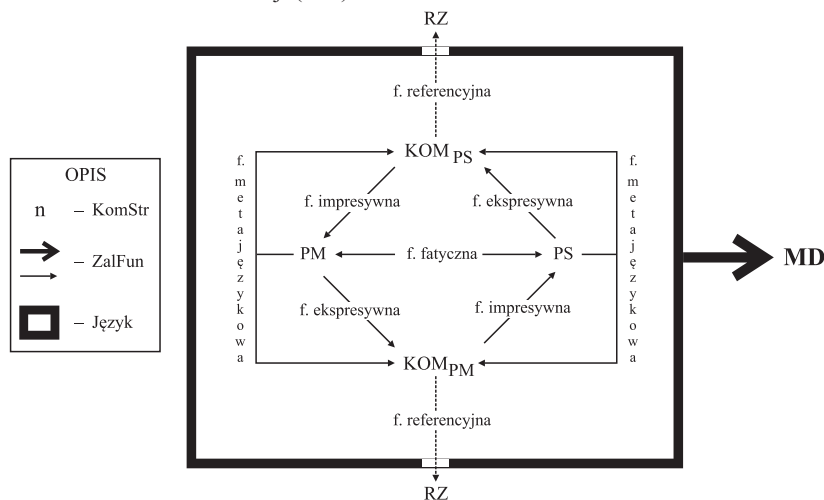 RZ
f. referencyjna
KOM PS
f. impresywna
f. ekspresywna
f. metajęzykowa
f. metajęzykowa
OPIS
n – KomStr
– ZalFun
– Język
PM
f. fatyczna
PS
MD
f. ekspresywna
f. impresywna
KOM PM
f. referencyjna
RZ